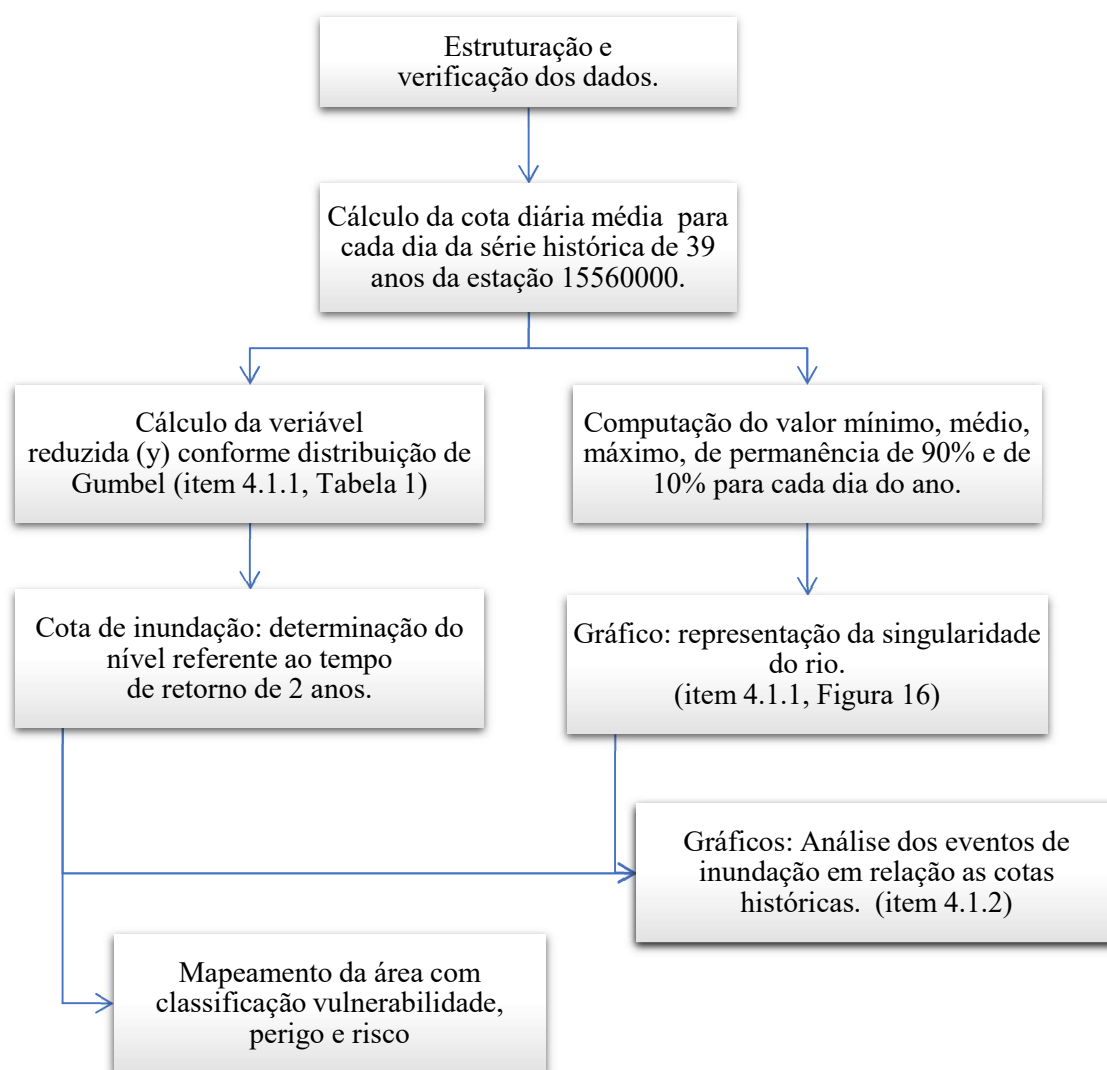 Estruturação e
verificação dos dados.
Cálculo da cota diária média para
cada dia da série histórica de 39
anos da estação 15560000.
Cálculo da veriável
reduzida (y) conforme distribuição de
Gumbel (item 4.1.1, Tabela 1)
Computação do valor mínimo, médio,
máximo, de permanência de 90% e de
10% para cada dia do ano.
Cota de inundação: determinação do
nível referente ao tempo
de retorno de 2 anos.
Gráfico: representação da singularidade
do rio.
(item 4.1.1, Figura 16)
Gráficos: Análise dos eventos de
inundação em relação as cotas
históricas. (item 4.1.2)
Mapeamento da área com
classificação vulnerabilidade,
perigo e risco